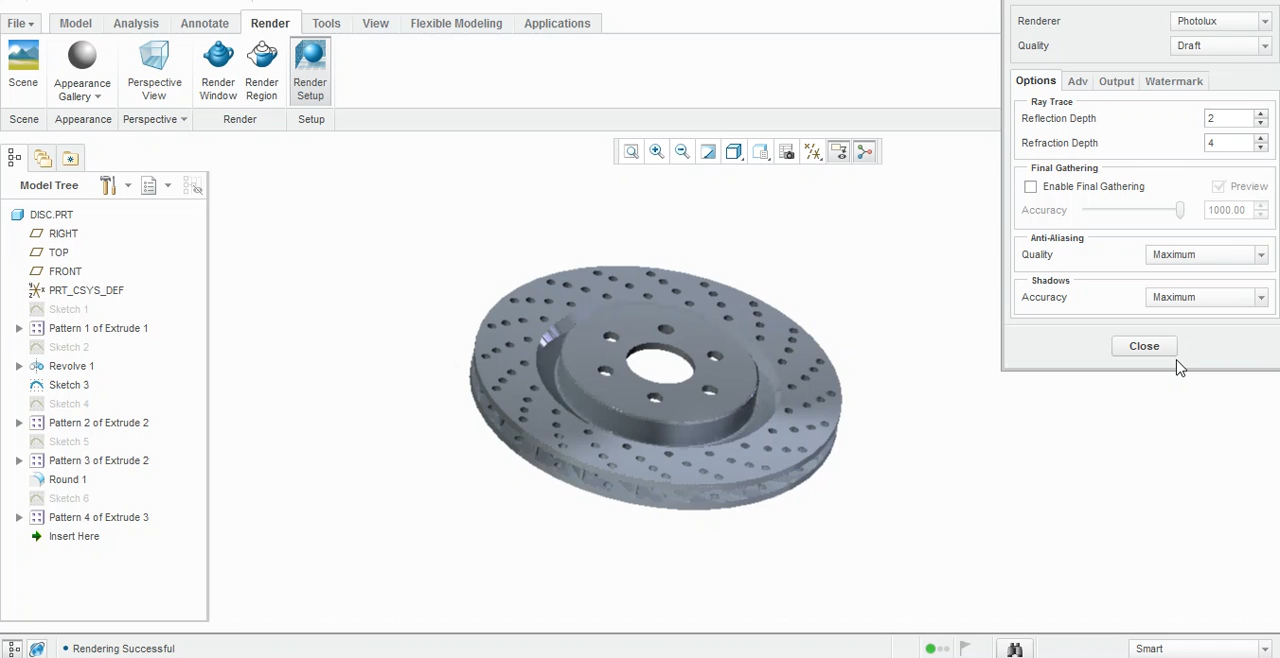 File Model Analysis Annotate Render Tools View Flexible Modeling Applications
Scene
Appearance Gallery
Perspective View
Render Window
Render Region
Render Setup
Scene Appearance Perspective Render Setup
Model Tree
DISC.PRT
RIGHT
TOP
FRONT
PRT_CSYS_DEF
Sketch 1
Pattern 1 of Extrude 1
Sketch 2
Revolve 1
Sketch 3
Sketch 4
Pattern 2 of Extrude 2
Sketch 5
Pattern 3 of Extrude 2
Round 1
Sketch 6
Pattern 4 of Extrude 3
Insert Here
Renderer Photolux
Quality Draft
Options Adv Output Watermark
Ray Trace
Reflection Depth 2
Refraction Depth 4
Final Gathering
Enable Final Gathering Preview
Accuracy 1000.00
Anti-Aliasing
Quality Maximum
Shadows
Accuracy Maximum
Close
Rendering Successful
Smart